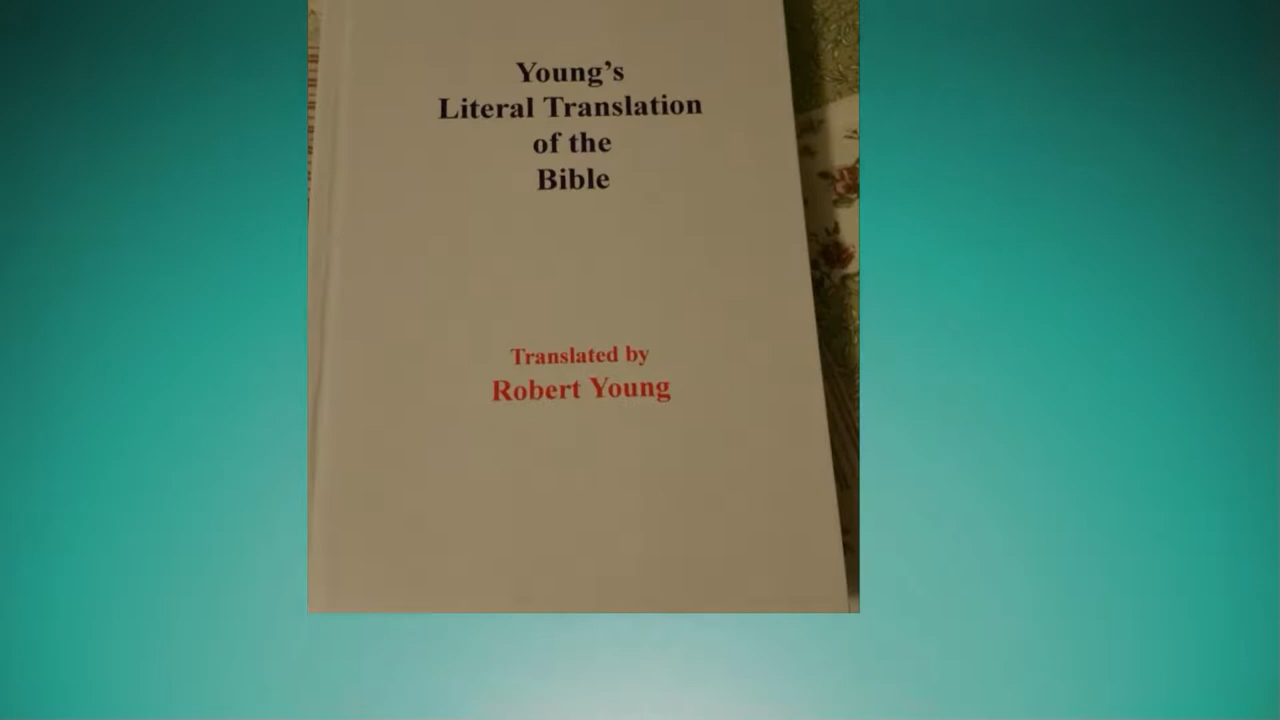 Young's
Literal Translation
of the
Bible
Translated by
Robert Young